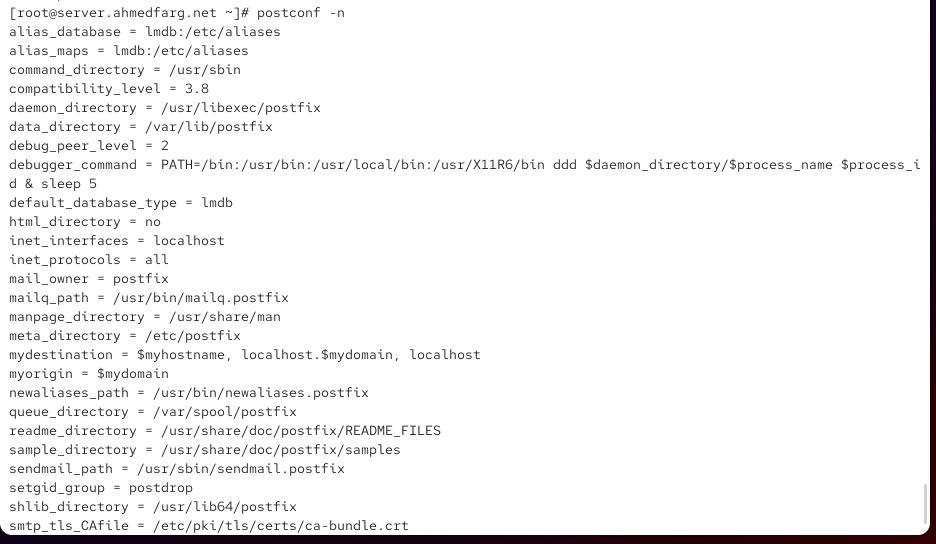 [root@server.ahmedfarg.net ~]# postconf -n
alias_database = lmdb:/etc/aliases
alias_maps = lmdb:/etc/aliases
command_directory = /usr/sbin
compatibility_level = 3.8
daemon_directory = /usr/libexec/postfix
data_directory = /var/lib/postfix
debug_peer_level = 2
debugger_command = PATH=/bin:/usr/bin:/usr/local/bin:/usr/X11R6/bin ddd $daemon_directory/$process_name $process_i
d & sleep 5
default_database_type = lmdb
html_directory = no
inet_interfaces = localhost
inet_protocols = all
mail_owner = postfix
mailq_path = /usr/bin/mailq.postfix
manpage_directory = /usr/share/man
meta_directory = /etc/postfix
mydestination = $myhostname, localhost.$mydomain, localhost
myorigin = $mydomain
newaliases_path = /usr/bin/newaliases.postfix
queue_directory = /var/spool/postfix
readme_directory = /usr/share/doc/postfix/README_FILES
sample_directory = /usr/share/doc/postfix/samples
sendmail_path = /usr/sbin/sendmail.postfix
setgid_group = postdrop
shlib_directory = /usr/lib64/postfix
smtp_tls_CAfile = /etc/pki/tls/certs/ca-bundle.crt